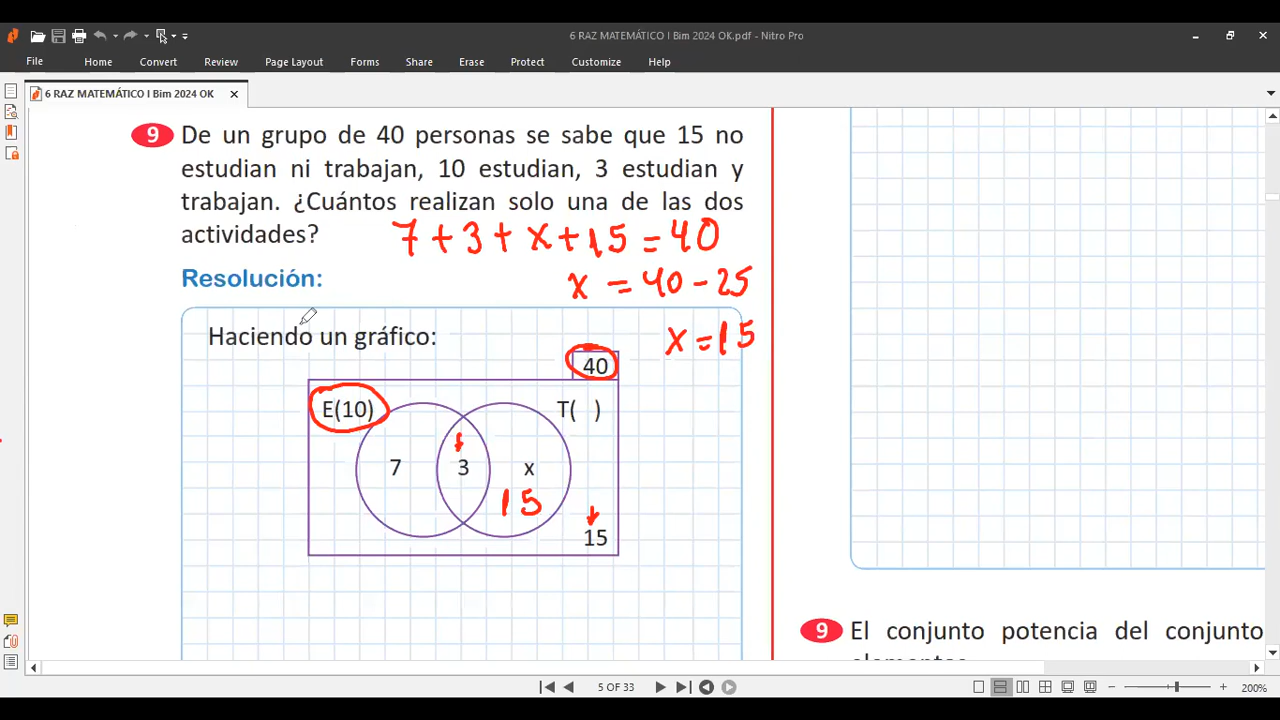 6 RAZ MATEMÁTICO I Bim 2024 OK.pdf - Nitro Pro
File Home Convert Review Page Layout Forms Share Erase Protect Customize Help
6 RAZ MATEMÁTICO I Bim 2024 OK
9 De un grupo de 40 personas se sabe que 15 no
estudian ni trabajan, 10 estudian, 3 estudian y
trabajan. ¿Cuántos realizan solo una de las dos
actividades?
7 + 3 + x + 15 = 40
Resolución:
x = 40 - 25
Haciendo un gráfico:
x = 15
40
E(10) T( )
7 3 x
15
15
9 El conjunto potencia del conjunto
5 OF 33
200%